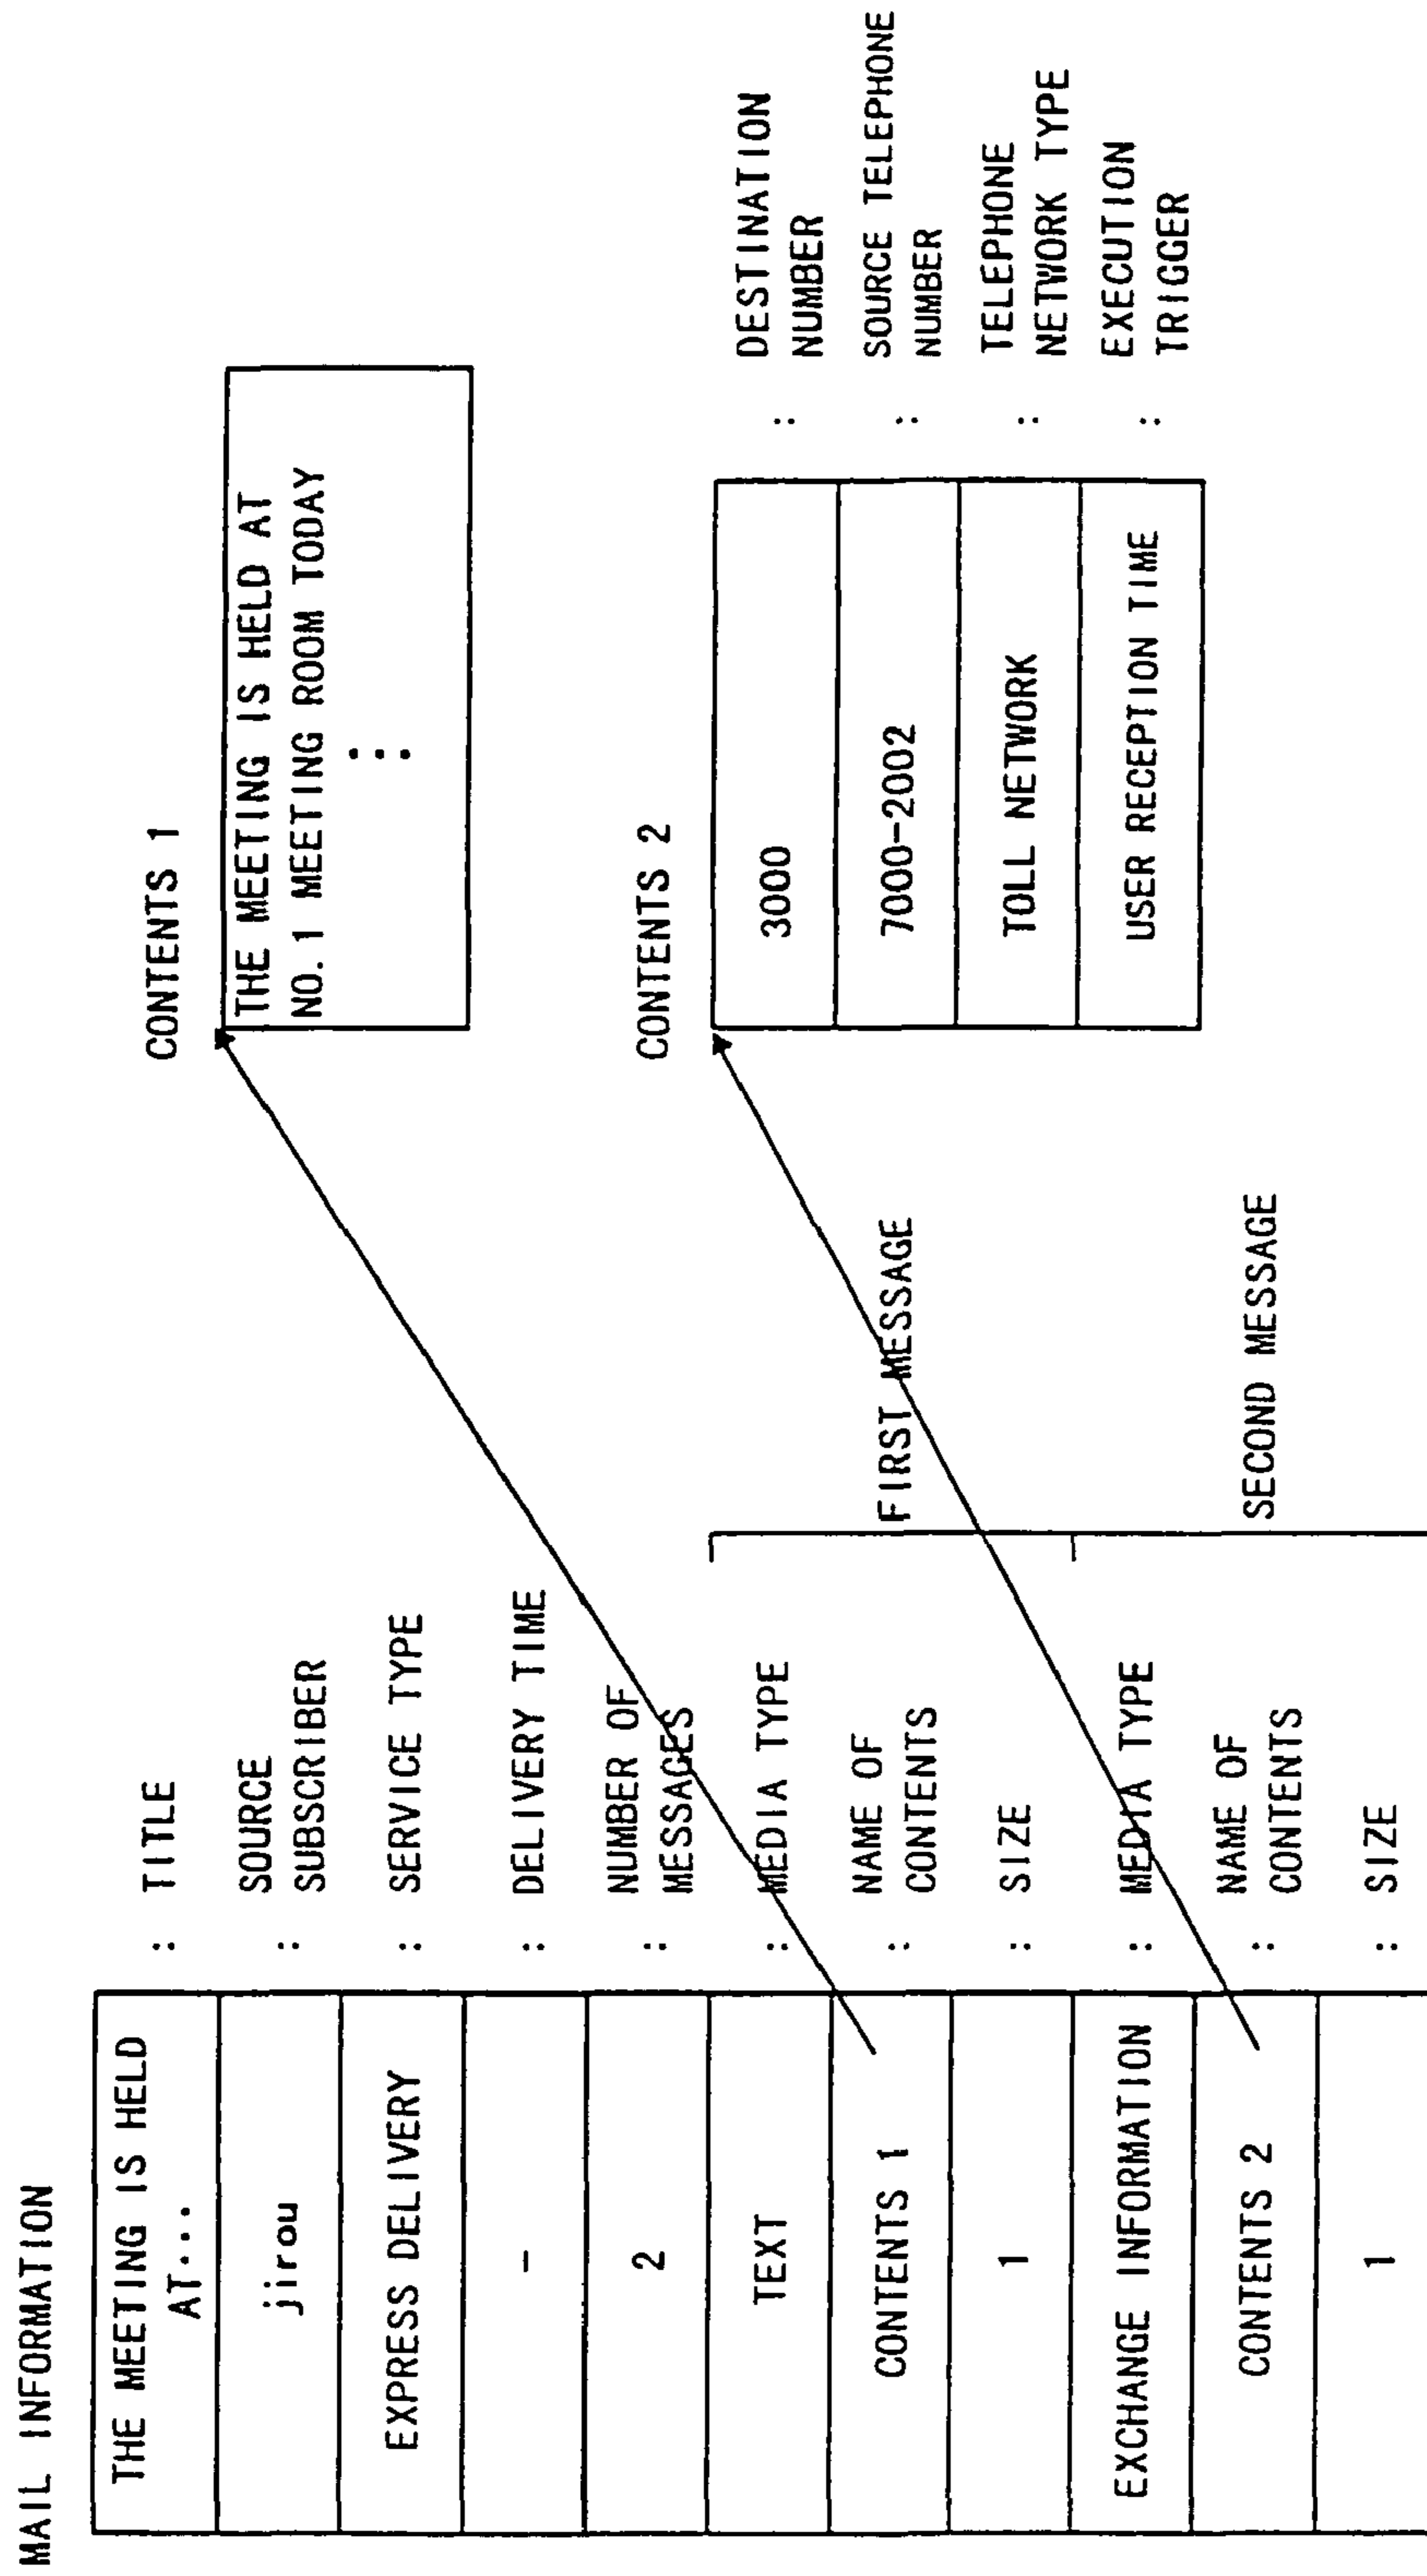 MAIL INFORMATION
THE MEETING IS HELD
AT...
: TITLE
jirou
: SOURCE
SUBSCRIBER
EXPRESS DELIVERY
: SERVICE TYPE
–
: DELIVERY TIME
2
: NUMBER OF
MESSAGES
TEXT
: MEDIA TYPE
CONTENTS 1
: NAME OF
CONTENTS
1
: SIZE
FIRST MESSAGE
EXCHANGE INFORMATION
: MEDIA TYPE
CONTENTS 2
: NAME OF
CONTENTS
1
: SIZE
SECOND MESSAGE
CONTENTS 1
THE MEETING IS HELD AT
NO.1 MEETING ROOM TODAY
⋮
CONTENTS 2
3000
: DESTINATION
NUMBER
7000-2002
: SOURCE TELEPHONE
NUMBER
TOLL NETWORK
: TELEPHONE
NETWORK TYPE
USER RECEPTION TIME
: EXECUTION
TRIGGER